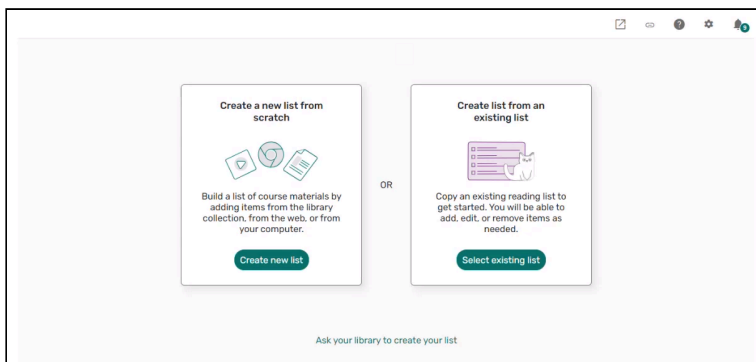 9
Create a new list from
scratch
Build a list of course materials by
adding items from the library
collection, from the web, or from
your computer.
Create new list
OR
Create list from an
existing list
Copy an existing reading list to
get started. You will be able to
add, edit, or remove items as
needed.
Select existing list
Ask your library to create your list